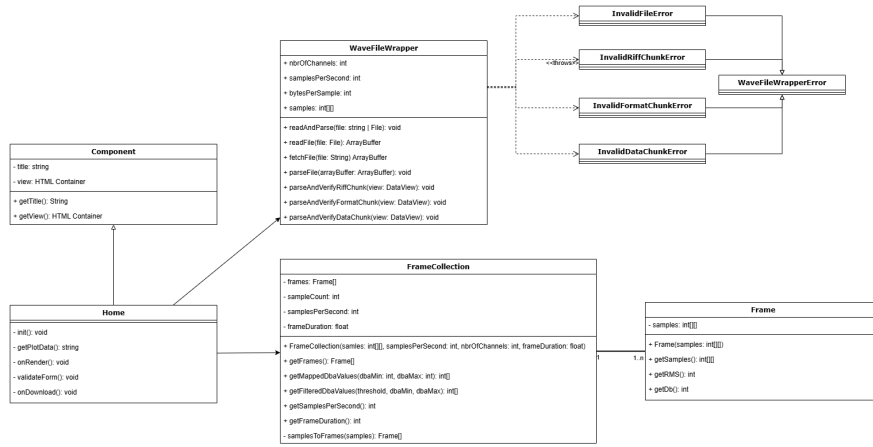 InvalidFileError
InvalidRiffChunkError
<<throws>>
WaveFileWrapperError
InvalidFormatChunkError
InvalidDataChunkError
WaveFileWrapper
+ nbrOfChannels: int
+ samplesPerSecond: int
+ bytesPerSample: int
+ samples: int[][]
+ readAndParse(file: string | File): void
+ readFile(file: File): ArrayBuffer
+ fetchFile(file: String) ArrayBuffer
+ parseFile(arrayBuffer: ArrayBuffer): void
+ parseAndVerifyRiffChunk(view: DataView): void
+ parseAndVerifyFormatChunk(view: DataView): void
+ parseAndVerifyDataChunk(view: DataView): void
Component
- title: string
- view: HTML Container
+ getTitle(): String
+ getView(): HTML Container
Home
- init(): void
- getPlotData(): string
- onRender(): void
- validateForm(): void
- onDownload(): void
FrameCollection
- frames: Frame[]
- sampleCount: int
- samplesPerSecond: int
- frameDuration: float
+ FrameCollection(samles: int[][], samplesPerSecond: int, nbrOfChannels: int, frameDuration: float)
+ getFrames(): Frame[]
+ getMappedDbaValues(dbaMin: int, dbaMax: int): int[]
+ getFilteredDbaValues(threshold, dbaMin, dbaMax): int[]
+ getSamplesPerSecond(): int
+ getFrameDuration(): int
- samplesToFrames(samples): Frame[]
1
1..n
Frame
- samples: int[][]
+ Frame(samples: int[][])
+ getSamples(): int[][]
+ getRMS(): int
+ getDb(): int